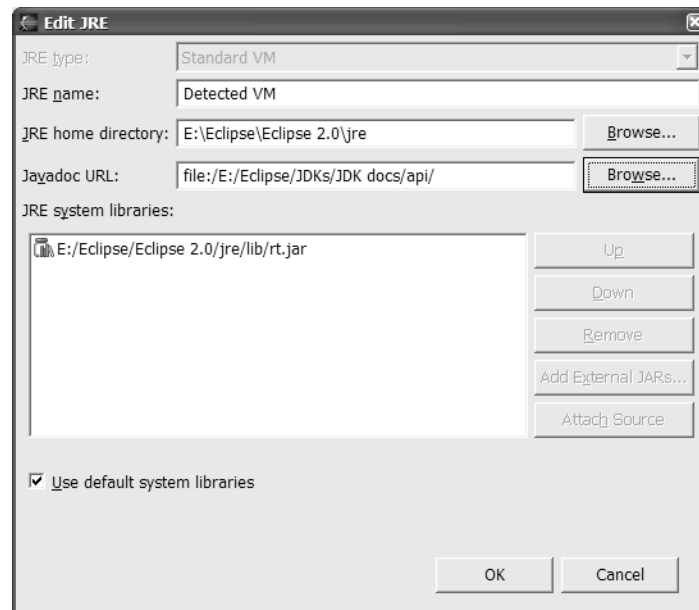 Edit JRE
JRE type: Standard VM
JRE name: Detected VM
JRE home directory: E:\Eclipse\Eclipse 2.0\jre Browse...
Javadoc URL: file:/E:/Eclipse/JDKs/JDK docs/api/ Browse...
JRE system libraries:
E:/Eclipse/Eclipse 2.0/jre/lib/rt.jar
Up
Down
Remove
Add External JARs...
Attach Source
Use default system libraries
OK Cancel